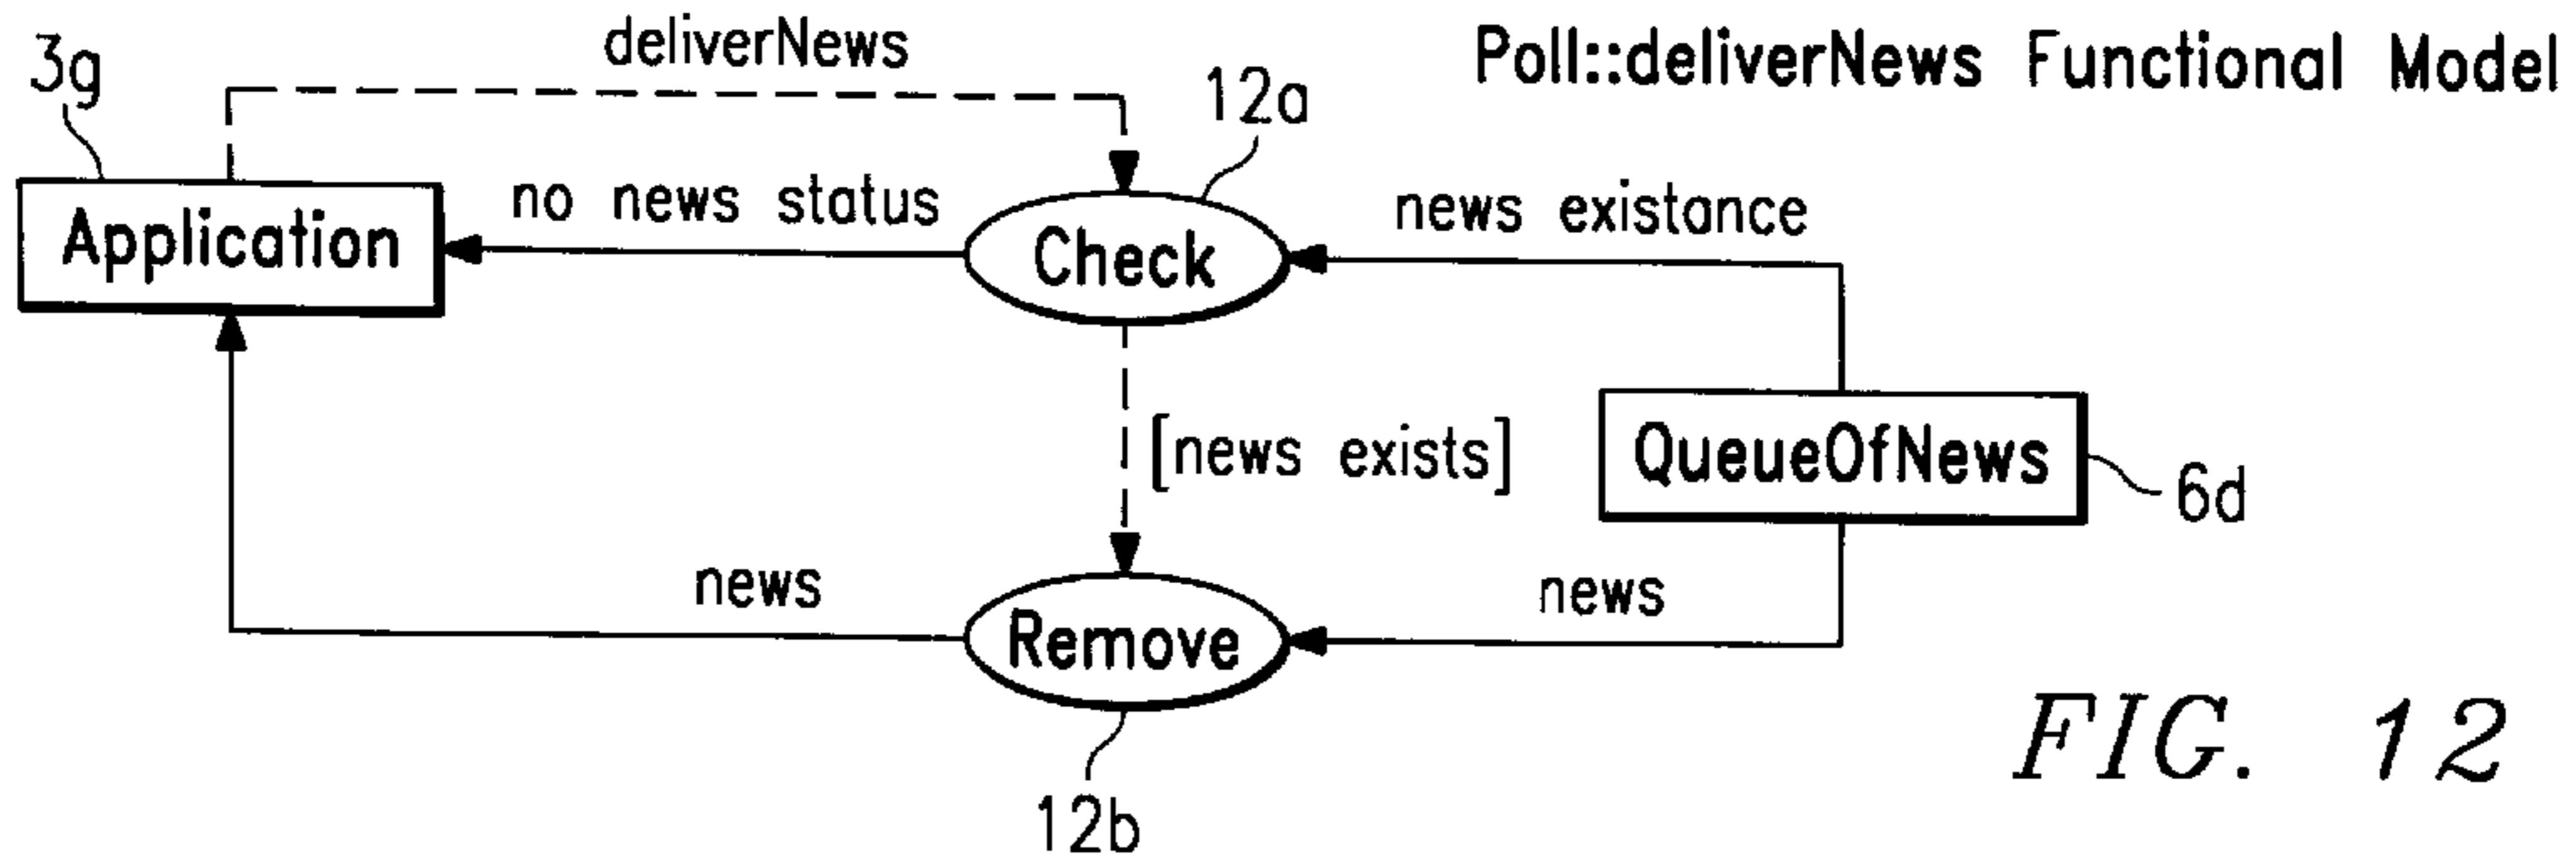 deliverNews
Poll::deliverNews Functional Model
3g
12a
Application
no news status
Check
news existance
[news exists]
QueueOfNews
6d
news
Remove
news
12b
FIG. 12